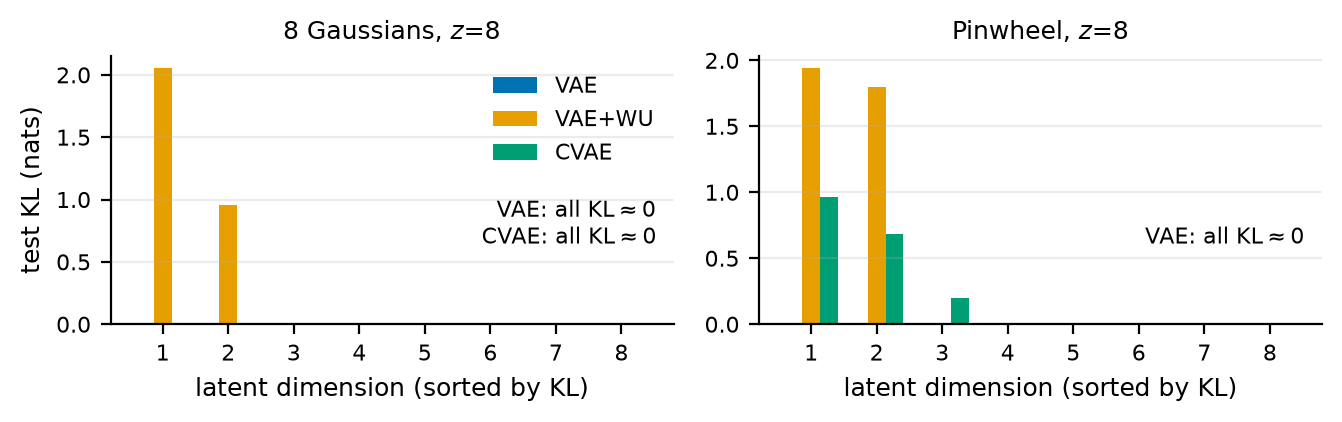 8 Gaussians, z=8
test KL (nats)
2.0
1.5
1.0
0.5
0.0
VAE
VAE+WU
CVAE
VAE: all KL ≈ 0
CVAE: all KL ≈ 0
1 2 3 4 5 6 7 8
latent dimension (sorted by KL)
Pinwheel, z=8
2.0
1.5
1.0
0.5
0.0
VAE: all KL ≈ 0
1 2 3 4 5 6 7 8
latent dimension (sorted by KL)